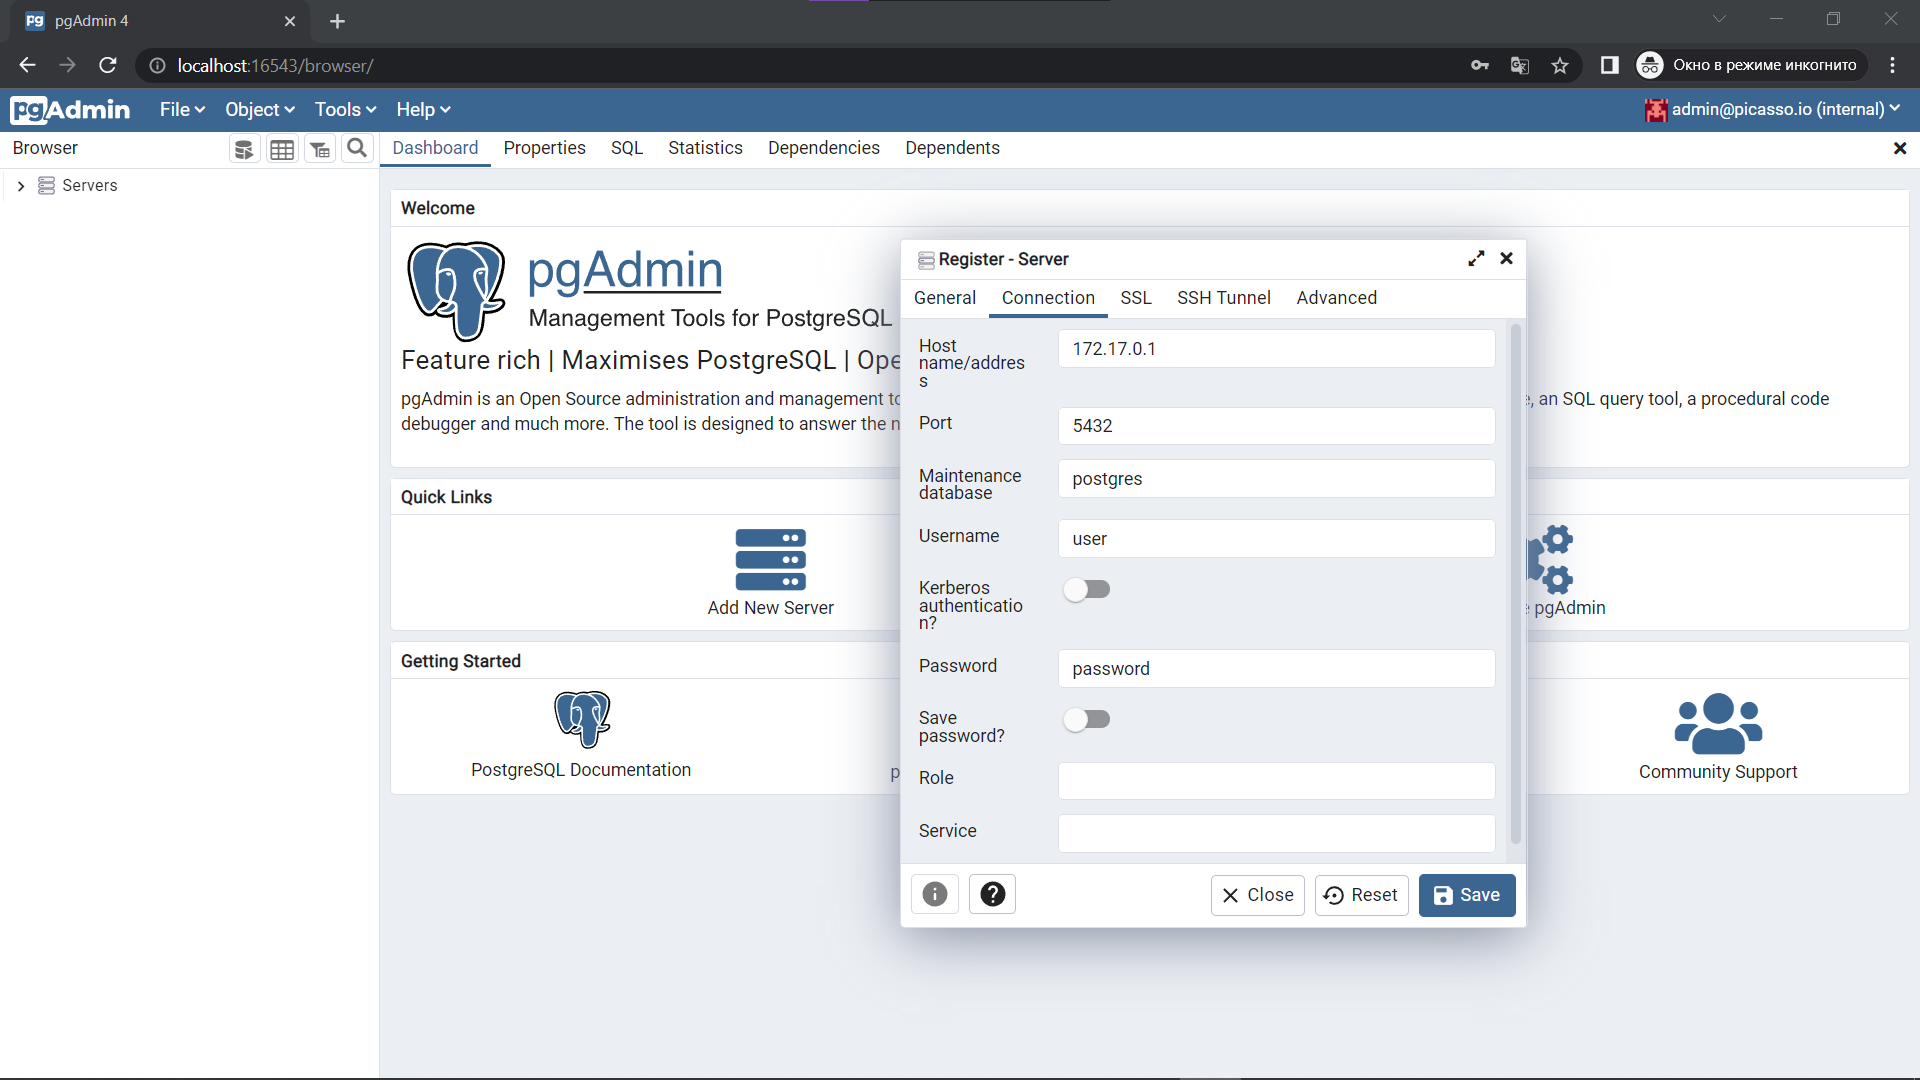 pgAdmin 4
localhost:16543/browser/
Окно в режиме инкогнито
pgAdmin
File
Object
Tools
Help
admin@picasso.io (internal)
Browser
Dashboard
Properties
SQL
Statistics
Dependencies
Dependents
Servers
Welcome
pgAdmin
Management Tools for PostgreSQL
Feature rich | Maximises PostgreSQL | Ope
pgAdmin is an Open Source administration and management to
, an SQL query tool, a procedural code
debugger and much more. The tool is designed to answer the n
Quick Links
Add New Server
pgAdmin
Getting Started
PostgreSQL Documentation
p
Community Support
Register - Server
General
Connection
SSL
SSH Tunnel
Advanced
Host
name/addres
s
172.17.0.1
Port
5432
Maintenance
database
postgres
Username
user
Kerberos
authenticatio
n?
Password
password
Save
password?
Role
Service
Close
Reset
Save